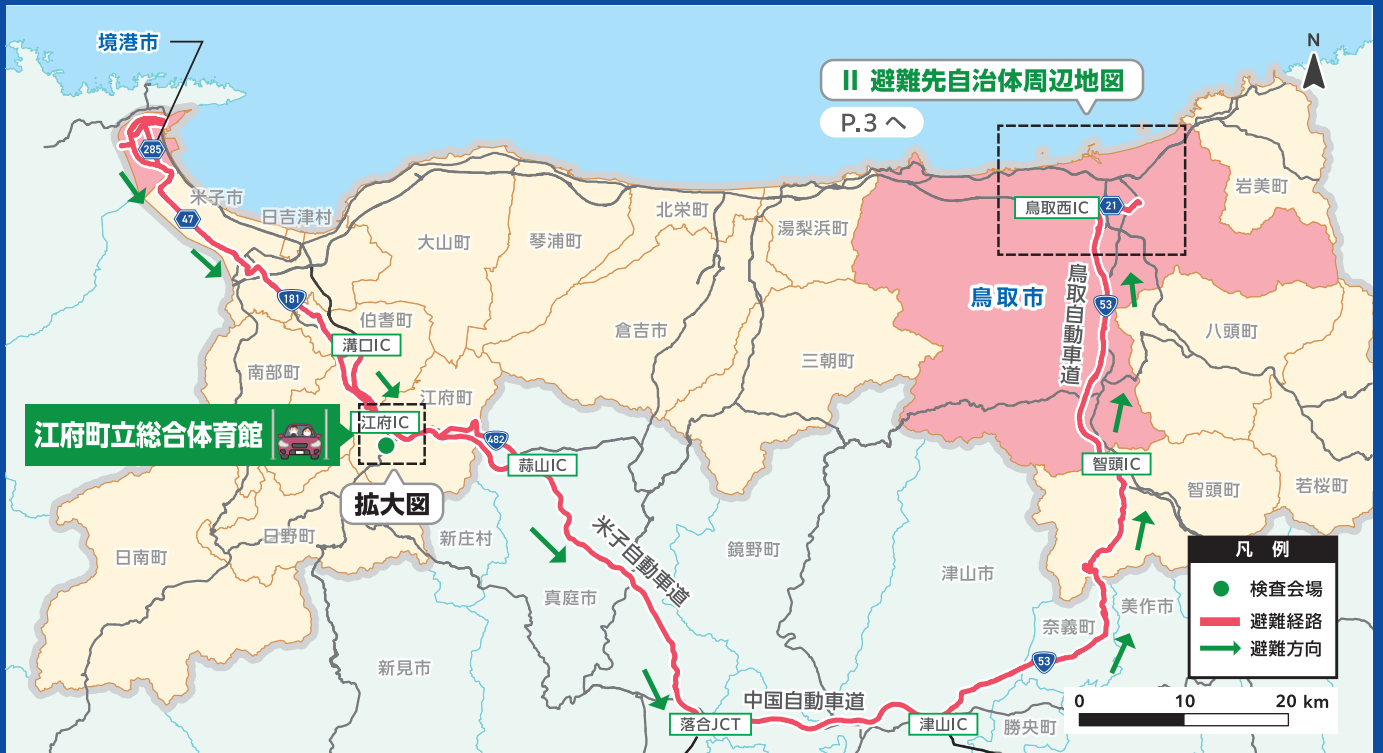 境港市
N
Ⅱ 避難先自治体周辺地図
P.3 へ
285
米子市
47
日吉津村
大山町
琴浦町
北栄町
湯梨浜町
鳥取西IC
21
岩美町
181
伯耆町
溝口IC
倉吉市
三朝町
鳥取市
鳥取自動車道
53
八頭町
南部町
江府町
江府町立総合体育館
江府IC
482
蒜山IC
智頭IC
智頭町
若桜町
拡大図
日南町
日野町
新庄村
米子自動車道
鏡野町
津山市
真庭市
新見市
奈義町
美作市
53
中国自動車道
落合JCT
津山IC
勝央町
凡 例
検査会場
避難経路
避難方向
0 10 20 km